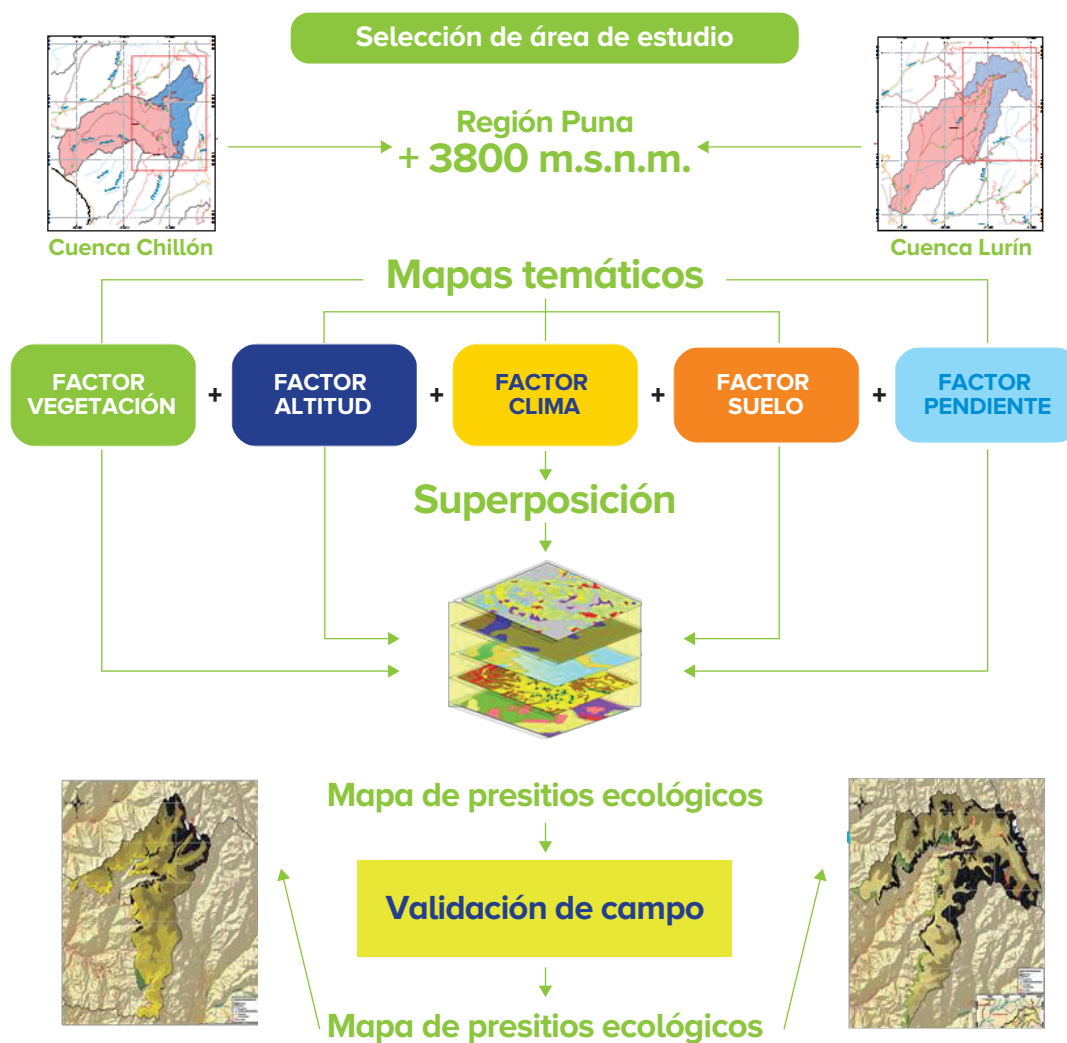 Selección de área de estudio
Región Puna
+ 3800 m.s.n.m.
Cuenca Chillón
Cuenca Lurín
Mapas temáticos
FACTOR
VEGETACIÓN
+
FACTOR
ALTITUD
+
FACTOR
CLIMA
+
FACTOR
SUELO
+
FACTOR
PENDIENTE
Superposición
Mapa de presitios ecológicos
Validación de campo
Mapa de presitios ecológicos